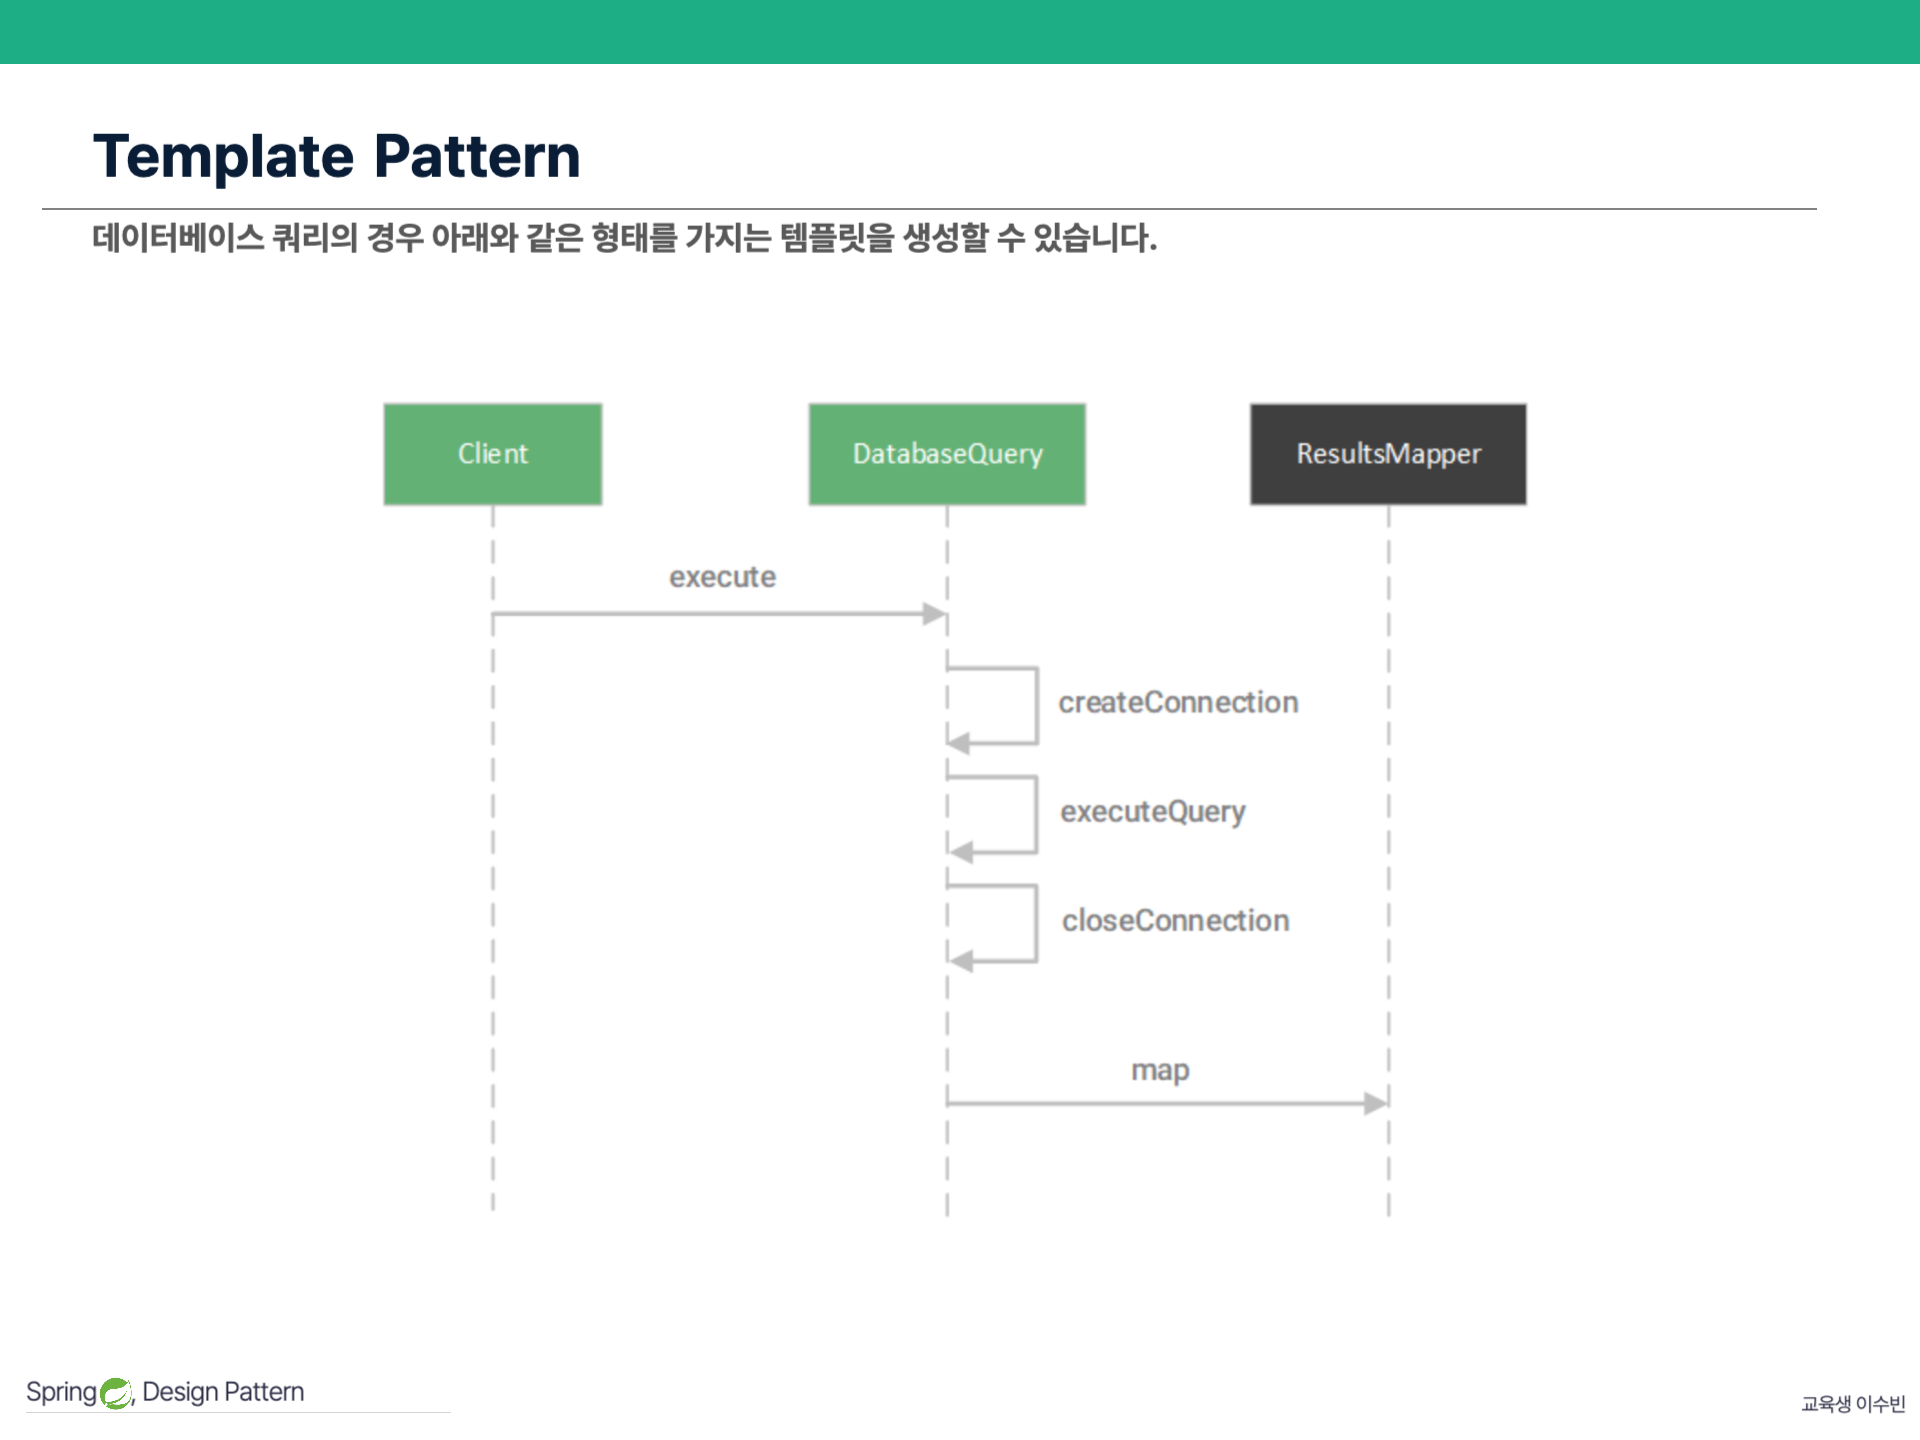 Template Pattern
데이터베이스 쿼리의 경우 아래와 같은 형태를 가지는 템플릿을 생성할 수 있습니다.
Client
DatabaseQuery
ResultsMapper
execute
createConnection
executeQuery
closeConnection
map
Spring, Design Pattern
교육생 이수빈